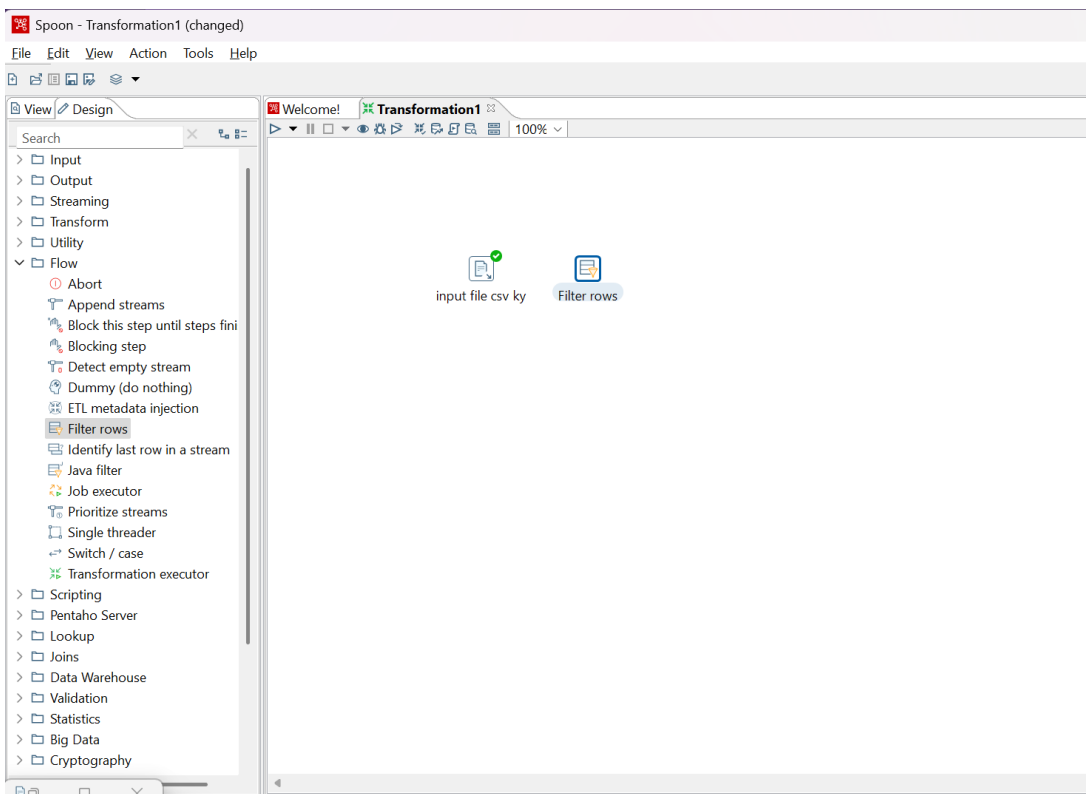 Spoon - Transformation1 (changed)
File Edit View Action Tools Help
View Design
Search
Input
Output
Streaming
Transform
Utility
Flow
Abort
Append streams
Block this step until steps fini
Blocking step
Detect empty stream
Dummy (do nothing)
ETL metadata injection
Filter rows
Identify last row in a stream
Java filter
Job executor
Prioritize streams
Single threader
Switch / case
Transformation executor
Scripting
Pentaho Server
Lookup
Joins
Data Warehouse
Validation
Statistics
Big Data
Cryptography
Welcome! Transformation1
100%
input file csv ky Filter rows